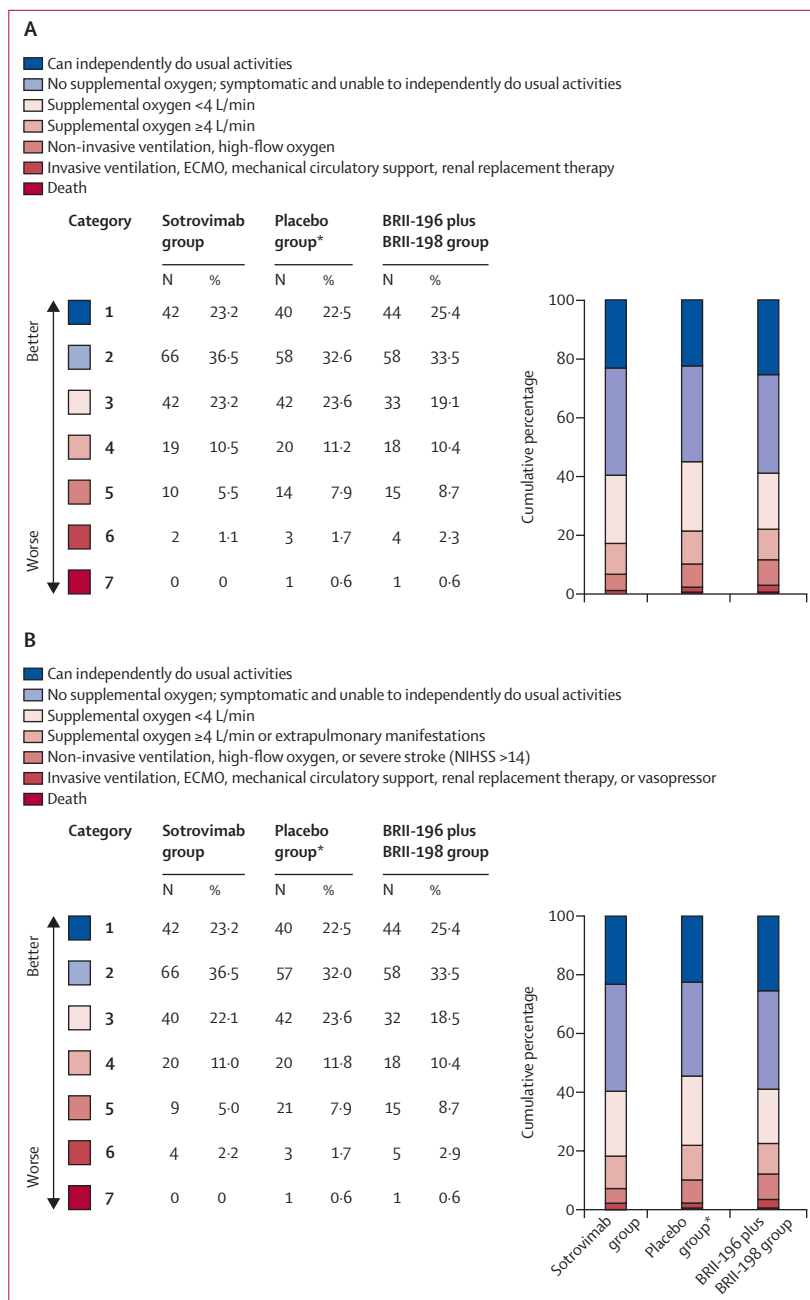 A
Can independently do usual activities
No supplemental oxygen; symptomatic and unable to independently do usual activities
Supplemental oxygen <4 L/min
Supplemental oxygen ≥4 L/min
Non-invasive ventilation, high-flow oxygen
Invasive ventilation, ECMO, mechanical circulatory support, renal replacement therapy
Death
Category Sotrovimab group Placebo group* BRII-196 plus BRII-198 group
N % N % N %
Better
1 42 23·2 40 22·5 44 25·4
2 66 36·5 58 32·6 58 33·5
3 42 23·2 42 23·6 33 19·1
4 19 10·5 20 11·2 18 10·4
5 10 5·5 14 7·9 15 8·7
6 2 1·1 3 1·7 4 2·3
7 0 0 1 0·6 1 0·6
Worse
Cumulative percentage
100
80
60
40
20
0
B
Can independently do usual activities
No supplemental oxygen; symptomatic and unable to independently do usual activities
Supplemental oxygen <4 L/min
Supplemental oxygen ≥4 L/min or extrapulmonary manifestations
Non-invasive ventilation, high-flow oxygen, or severe stroke (NIHSS >14)
Invasive ventilation, ECMO, mechanical circulatory support, renal replacement therapy, or vasopressor
Death
Category Sotrovimab group Placebo group* BRII-196 plus BRII-198 group
N % N % N %
Better
1 42 23·2 40 22·5 44 25·4
2 66 36·5 57 32·0 58 33·5
3 40 22·1 42 23·6 32 18·5
4 20 11·0 20 11·8 18 10·4
5 9 5·0 21 7·9 15 8·7
6 4 2·2 3 1·7 5 2·9
7 0 0 1 0·6 1 0·6
Worse
Cumulative percentage
100
80
60
40
20
0
Sotrovimab group
Placebo group*
BRII-196 plus BRII-198 group